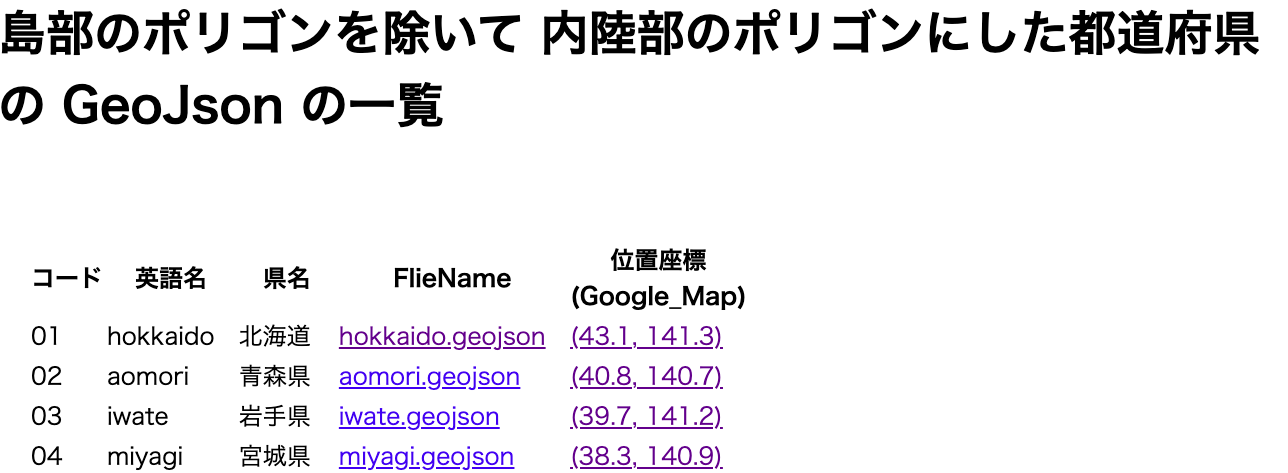 島部のポリゴンを除いて 内陸部のポリゴンにした都道府県
の GeoJson の一覧
コード 英語名 県名 FlieName 位置座標
(Google_Map)
01 hokkaido 北海道 hokkaido.geojson (43.1, 141.3)
02 aomori 青森県 aomori.geojson (40.8, 140.7)
03 iwate 岩手県 iwate.geojson (39.7, 141.2)
04 miyagi 宮城県 miyagi.geojson (38.3, 140.9)